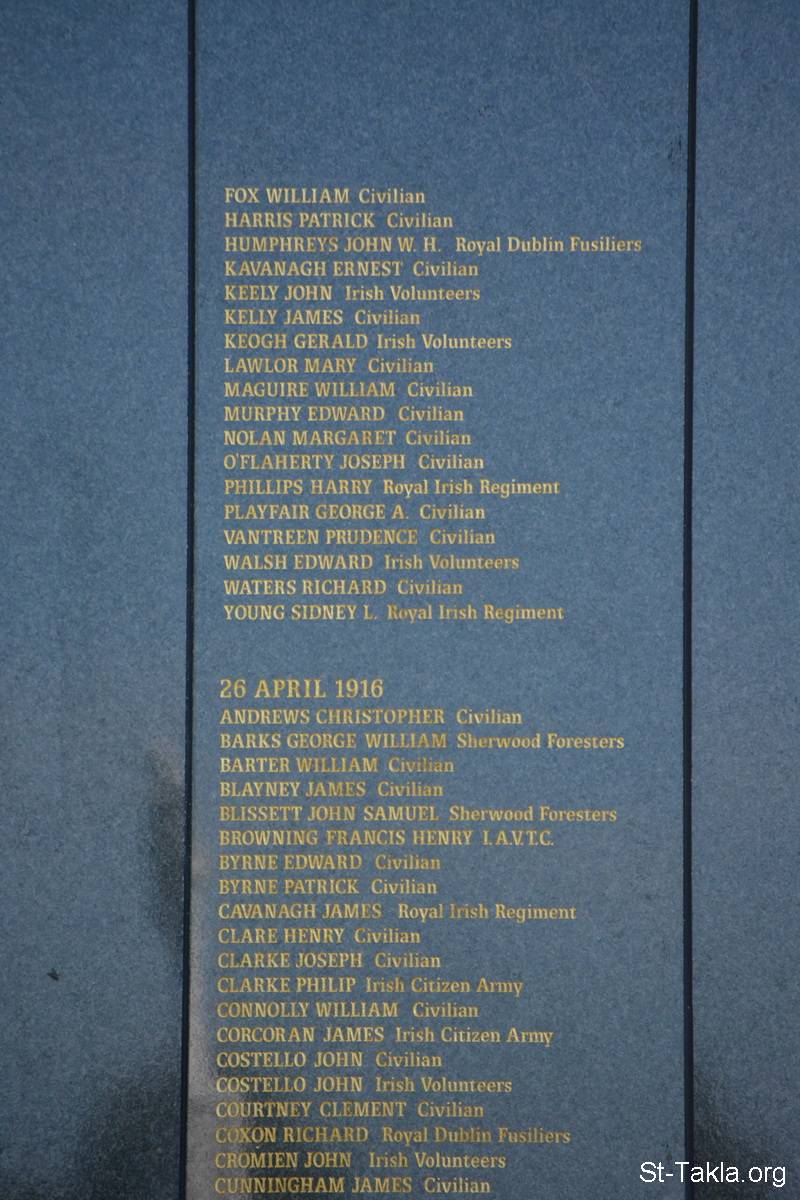 FOX WILLIAM Civilian
HARRIS PATRICK Civilian
HUMPHREYS JOHN W. H. Royal Dublin Fusiliers
KAVANAGH ERNEST Civilian
KEELY JOHN Irish Volunteers
KELLY JAMES Civilian
KEOGH GERALD Irish Volunteers
LAWLOR MARY Civilian
MAGUIRE WILLIAM Civilian
MURPHY EDWARD Civilian
NOLAN MARGARET Civilian
O'FLAHERTY JOSEPH Civilian
PHILLIPS HARRY Royal Irish Regiment
PLAYFAIR GEORGE A. Civilian
VANTREEN PRUDENCE Civilian
WALSH EDWARD Irish Volunteers
WATERS RICHARD Civilian
YOUNG SIDNEY L. Royal Irish Regiment
26 APRIL 1916
ANDREWS CHRISTOPHER Civilian
BARKS GEORGE WILLIAM Sherwood Foresters
BARTER WILLIAM Civilian
BLAYNEY JAMES Civilian
BLISSETT JOHN SAMUEL Sherwood Foresters
BROWNING FRANCIS HENRY I.A.V.T.C.
BYRNE EDWARD Civilian
BYRNE PATRICK Civilian
CAVANAGH JAMES Royal Irish Regiment
CLARE HENRY Civilian
CLARKE JOSEPH Civilian
CLARKE PHILIP Irish Citizen Army
CONNOLLY WILLIAM Civilian
CORCORAN JAMES Irish Citizen Army
COSTELLO JOHN Civilian
COSTELLO JOHN Irish Volunteers
COURTNEY CLEMENT Civilian
COXON RICHARD Royal Dublin Fusiliers
CROMIEN JOHN Irish Volunteers
CUNNINGHAM JAMES Civilian
St-Takla.org